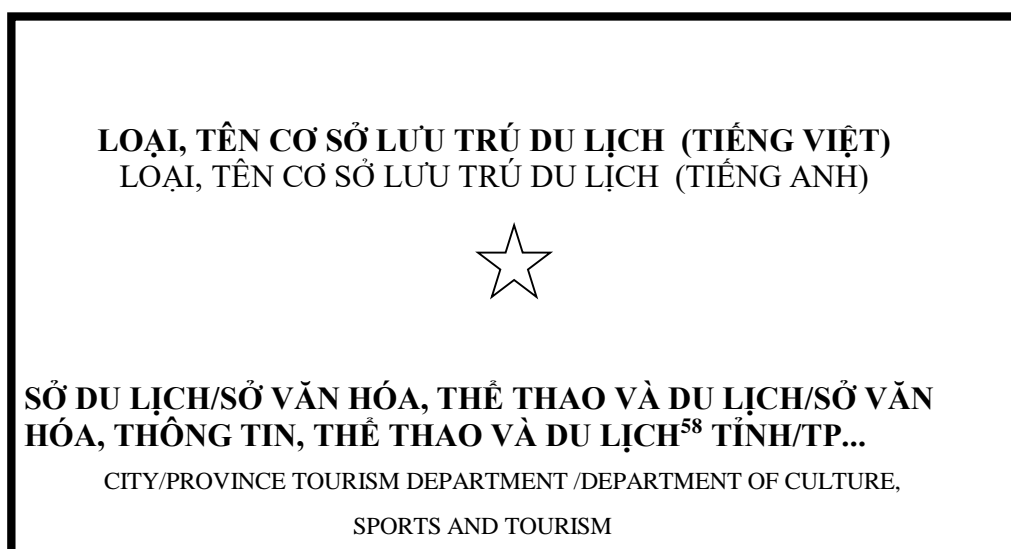 LOẠI, TÊN CƠ SỞ LƯU TRÚ DU LỊCH (TIẾNG VIỆT)
LOẠI, TÊN CƠ SỞ LƯU TRÚ DU LỊCH (TIẾNG ANH)
SỞ DU LỊCH/SỞ VĂN HÓA, THỂ THAO VÀ DU LỊCH/SỞ VĂN
HÓA, THÔNG TIN, THỂ THAO VÀ DU LỊCH⁵⁸ TỈNH/TP...
CITY/PROVINCE TOURISM DEPARTMENT /DEPARTMENT OF CULTURE,
SPORTS AND TOURISM